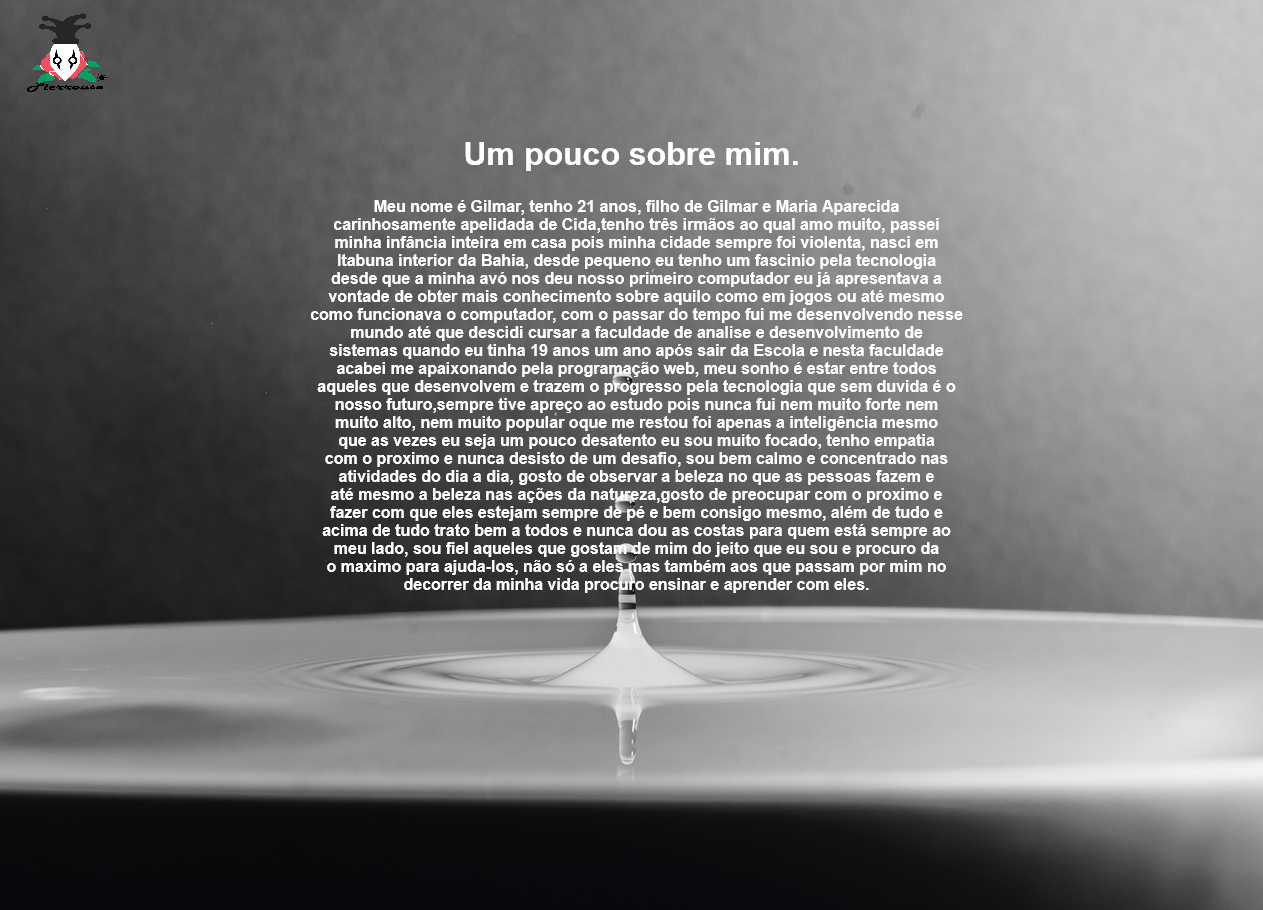 Pierrouse
Um pouco sobre mim.
Meu nome é Gilmar, tenho 21 anos, filho de Gilmar e Maria Aparecida
carinhosamente apelidada de Cida,tenho três irmãos ao qual amo muito, passei
minha infância inteira em casa pois minha cidade sempre foi violenta, nasci em
Itabuna interior da Bahia, desde pequeno eu tenho um fascinio pela tecnologia
desde que a minha avó nos deu nosso primeiro computador eu já apresentava a
vontade de obter mais conhecimento sobre aquilo como em jogos ou até mesmo
como funcionava o computador, com o passar do tempo fui me desenvolvendo nesse
mundo até que descidi cursar a faculdade de analise e desenvolvimento de
sistemas quando eu tinha 19 anos um ano após sair da Escola e nesta faculdade
acabei me apaixonando pela programação web, meu sonho é estar entre todos
aqueles que desenvolvem e trazem o progresso pela tecnologia que sem duvida é o
nosso futuro,sempre tive apreço ao estudo pois nunca fui nem muito forte nem
muito alto, nem muito popular oque me restou foi apenas a inteligência mesmo
que as vezes eu seja um pouco desatento eu sou muito focado, tenho empatia
com o proximo e nunca desisto de um desafio, sou bem calmo e concentrado nas
atividades do dia a dia, gosto de observar a beleza no que as pessoas fazem e
até mesmo a beleza nas ações da natureza,gosto de preocupar com o proximo e
fazer com que eles estejam sempre de pé e bem consigo mesmo, além de tudo e
acima de tudo trato bem a todos e nunca dou as costas para quem está sempre ao
meu lado, sou fiel aqueles que gostam de mim do jeito que eu sou e procuro da
o maximo para ajuda-los, não só a eles mas também aos que passam por mim no
decorrer da minha vida procuro ensinar e aprender com eles.